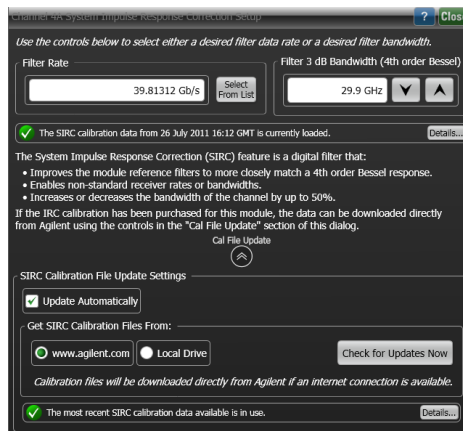 Channel 4A System Impulse Response Correction Setup
? Clos
Use the controls below to select either a desired filter data rate or a desired filter bandwidth.
Filter Rate
39.81312 Gb/s
Select
From List
Filter 3 dB Bandwidth (4th order Bessel)
29.9 GHz
The SIRC calibration data from 26 July 2011 16:12 GMT is currently loaded.
Details...
The System Impulse Response Correction (SIRC) feature is a digital filter that:
• Improves the module reference filters to more closely match a 4th order Bessel response.
• Enables non-standard receiver rates or bandwidths.
• Increases or decreases the bandwidth of the channel by up to 50%.
If the IRC calibration has been purchased for this module, the data can be downloaded directly
from Agilent using the controls in the "Cal File Update" section of this dialog.
Cal File Update
SIRC Calibration File Update Settings
Update Automatically
Get SIRC Calibration Files From:
www.agilent.com
Local Drive
Check for Updates Now
Calibration files will be downloaded directly from Agilent if an internet connection is available.
The most recent SIRC calibration data available is in use.
Details...